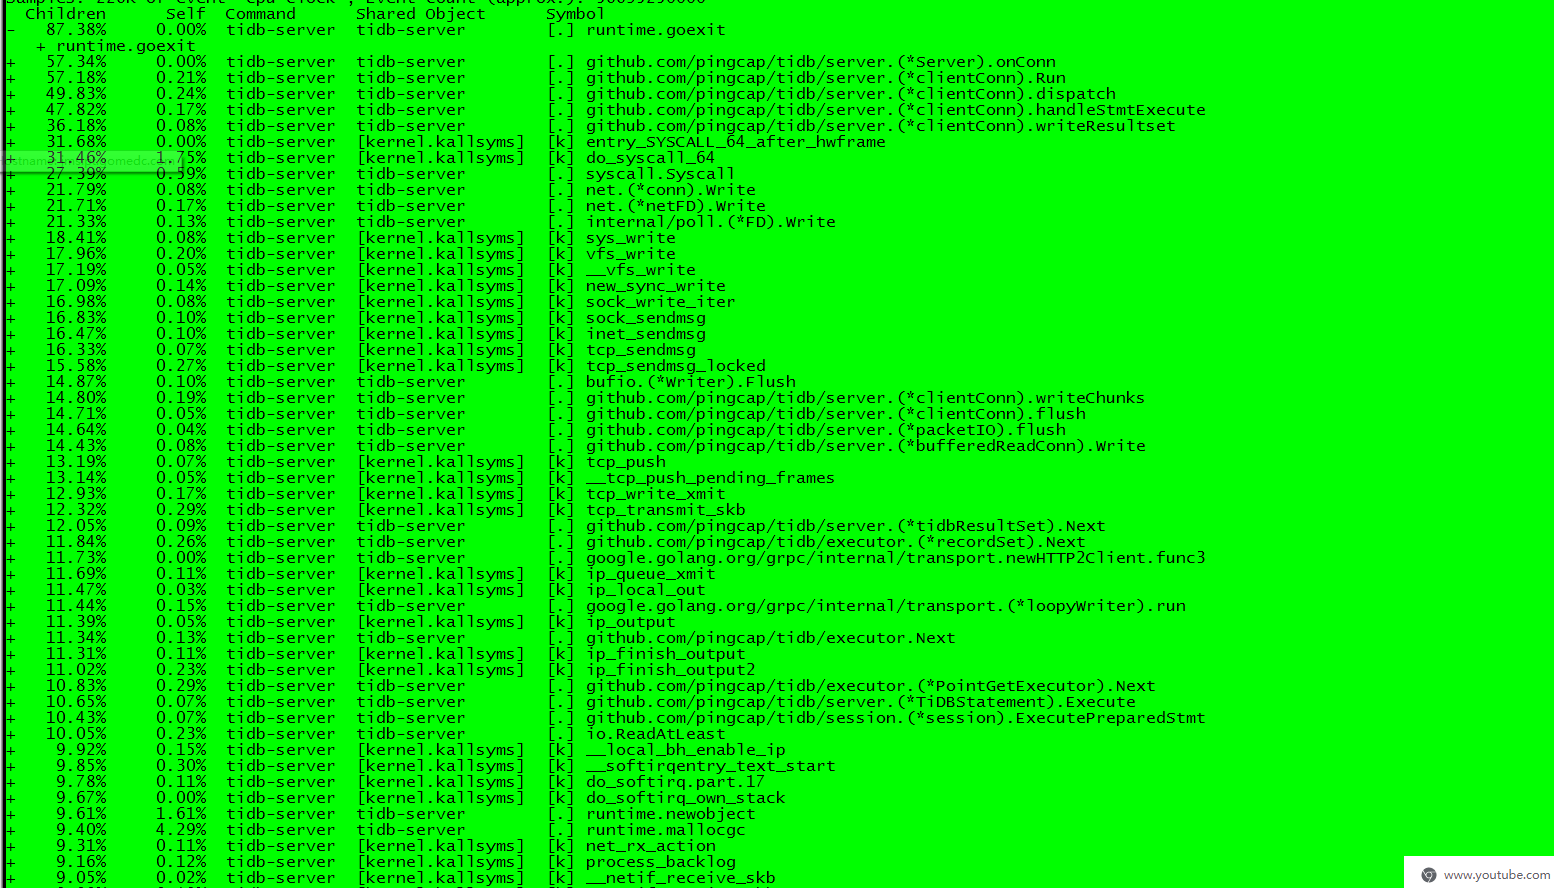 Children Self Command Shared Object Symbol
- 87.38% 0.00% tidb-server tidb-server [.] runtime.goexit
+ runtime.goexit
+ 57.34% 0.00% tidb-server tidb-server [.] github.com/pingcap/tidb/server.(*Server).onConn
+ 57.18% 0.21% tidb-server tidb-server [.] github.com/pingcap/tidb/server.(*clientConn).Run
+ 49.83% 0.24% tidb-server tidb-server [.] github.com/pingcap/tidb/server.(*clientConn).dispatch
+ 47.82% 0.17% tidb-server tidb-server [.] github.com/pingcap/tidb/server.(*clientConn).handleStmtExecute
+ 36.18% 0.08% tidb-server tidb-server [.] github.com/pingcap/tidb/server.(*clientConn).writeResultset
+ 31.68% 0.00% tidb-server [kernel.kallsyms] [k] entry_SYSCALL_64_after_hwframe
+ 31.46% 1.75% tidb-server [kernel.kallsyms] [k] do_syscall_64
+ 27.39% 0.59% tidb-server tidb-server [.] syscall.Syscall
+ 21.79% 0.08% tidb-server tidb-server [.] net.(*conn).Write
+ 21.71% 0.17% tidb-server tidb-server [.] net.(*netFD).Write
+ 21.33% 0.13% tidb-server tidb-server [.] internal/poll.(*FD).Write
+ 18.41% 0.08% tidb-server [kernel.kallsyms] [k] sys_write
+ 17.96% 0.20% tidb-server [kernel.kallsyms] [k] vfs_write
+ 17.19% 0.05% tidb-server [kernel.kallsyms] [k] __vfs_write
+ 17.09% 0.14% tidb-server [kernel.kallsyms] [k] new_sync_write
+ 16.98% 0.08% tidb-server [kernel.kallsyms] [k] sock_write_iter
+ 16.83% 0.10% tidb-server [kernel.kallsyms] [k] sock_sendmsg
+ 16.47% 0.10% tidb-server [kernel.kallsyms] [k] inet_sendmsg
+ 16.33% 0.07% tidb-server [kernel.kallsyms] [k] tcp_sendmsg
+ 15.58% 0.27% tidb-server [kernel.kallsyms] [k] tcp_sendmsg_locked
+ 14.87% 0.10% tidb-server tidb-server [.] bufio.(*Writer).Flush
+ 14.80% 0.19% tidb-server tidb-server [.] github.com/pingcap/tidb/server.(*clientConn).writeChunks
+ 14.71% 0.05% tidb-server tidb-server [.] github.com/pingcap/tidb/server.(*clientConn).flush
+ 14.64% 0.04% tidb-server tidb-server [.] github.com/pingcap/tidb/server.(*packetIO).flush
+ 14.43% 0.08% tidb-server tidb-server [.] github.com/pingcap/tidb/server.(*bufferedReadConn).Write
+ 13.19% 0.07% tidb-server [kernel.kallsyms] [k] tcp_push
+ 13.14% 0.05% tidb-server [kernel.kallsyms] [k] __tcp_push_pending_frames
+ 12.93% 0.17% tidb-server [kernel.kallsyms] [k] tcp_write_xmit
+ 12.32% 0.29% tidb-server [kernel.kallsyms] [k] tcp_transmit_skb
+ 12.05% 0.09% tidb-server tidb-server [.] github.com/pingcap/tidb/server.(*tidbResultSet).Next
+ 11.84% 0.26% tidb-server tidb-server [.] github.com/pingcap/tidb/executor.(*recordSet).Next
+ 11.73% 0.00% tidb-server tidb-server [.] google.golang.org/grpc/internal/transport.newHTTP2Client.func3
+ 11.69% 0.11% tidb-server [kernel.kallsyms] [k] ip_queue_xmit
+ 11.47% 0.03% tidb-server [kernel.kallsyms] [k] ip_local_out
+ 11.44% 0.15% tidb-server tidb-server [.] google.golang.org/grpc/internal/transport.(*loopyWriter).run
+ 11.39% 0.05% tidb-server [kernel.kallsyms] [k] ip_output
+ 11.34% 0.13% tidb-server tidb-server [.] github.com/pingcap/tidb/executor.Next
+ 11.31% 0.11% tidb-server [kernel.kallsyms] [k] ip_finish_output
+ 11.02% 0.23% tidb-server [kernel.kallsyms] [k] ip_finish_output2
+ 10.83% 0.29% tidb-server tidb-server [.] github.com/pingcap/tidb/executor.(*PointGetExecutor).Next
+ 10.65% 0.07% tidb-server tidb-server [.] github.com/pingcap/tidb/server.(*TiDBStatement).Execute
+ 10.43% 0.07% tidb-server tidb-server [.] github.com/pingcap/tidb/session.(*session).ExecutePreparedStmt
+ 10.05% 0.23% tidb-server tidb-server [.] io.ReadAtLeast
+ 9.92% 0.15% tidb-server [kernel.kallsyms] [k] __local_bh_enable_ip
+ 9.85% 0.30% tidb-server [kernel.kallsyms] [k] __softirqentry_text_start
+ 9.78% 0.11% tidb-server [kernel.kallsyms] [k] do_softirq.part.17
+ 9.67% 0.00% tidb-server [kernel.kallsyms] [k] do_softirq_own_stack
+ 9.61% 1.61% tidb-server tidb-server [.] runtime.newobject
+ 9.40% 4.29% tidb-server tidb-server [.] runtime.mallocgc
+ 9.31% 0.11% tidb-server [kernel.kallsyms] [k] net_rx_action
+ 9.16% 0.12% tidb-server [kernel.kallsyms] [k] process_backlog
+ 9.05% 0.02% tidb-server [kernel.kallsyms] [k] __netif_receive_skb
www.youtube.com